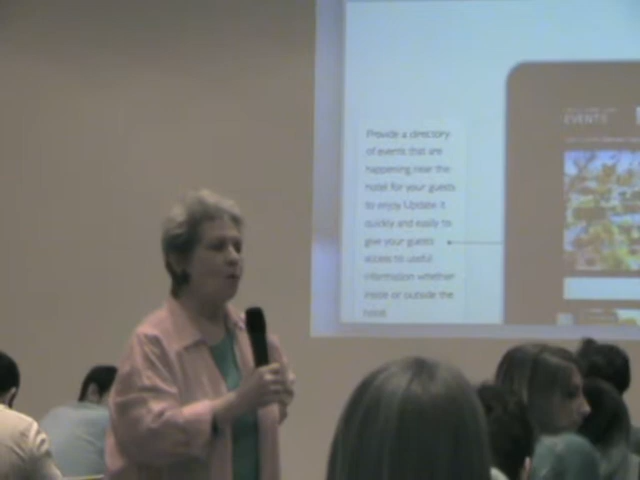 Provide a directory
of events that are
happening near the
hotel for your guests
to enjoy. Update it
quickly and easily to
give your guests
access to useful
information whether
inside or outside the
hotel.
EVENTS